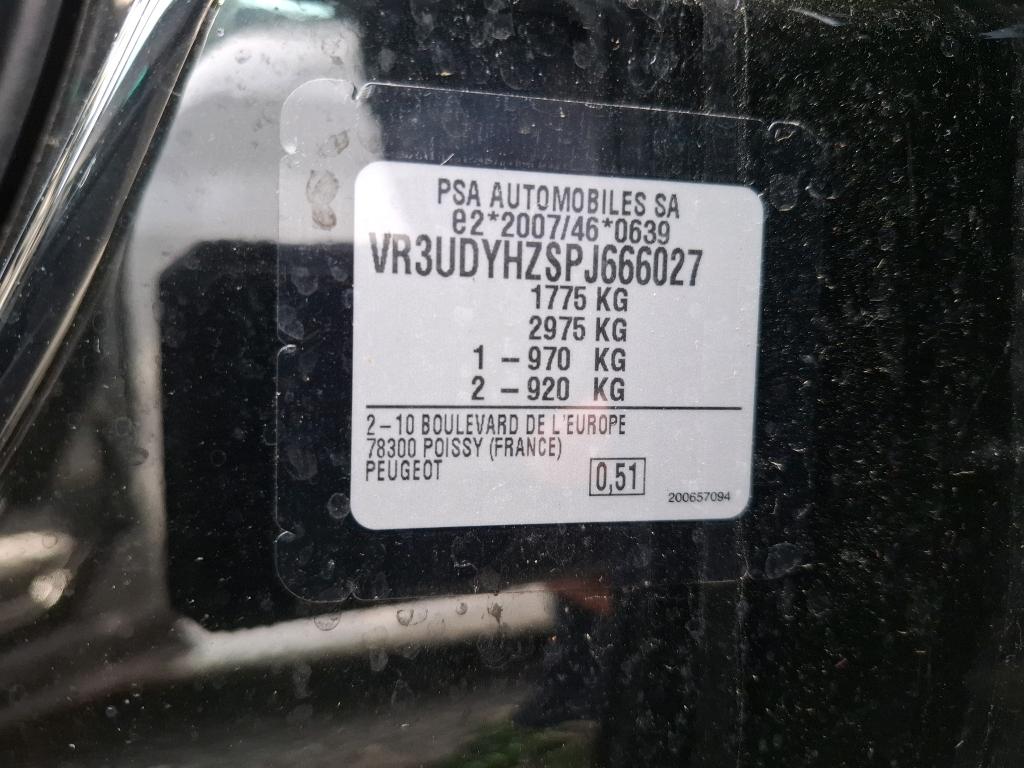 PSA AUTOMOBILES SA
e2*2007/46*0639
VR3UDYHZSPJ666027
1775 KG
2975 KG
1 – 970 KG
2 – 920 KG
2 – 10 BOULEVARD DE L'EUROPE
78300 POISSY (FRANCE)
PEUGEOT
0,51
200657094